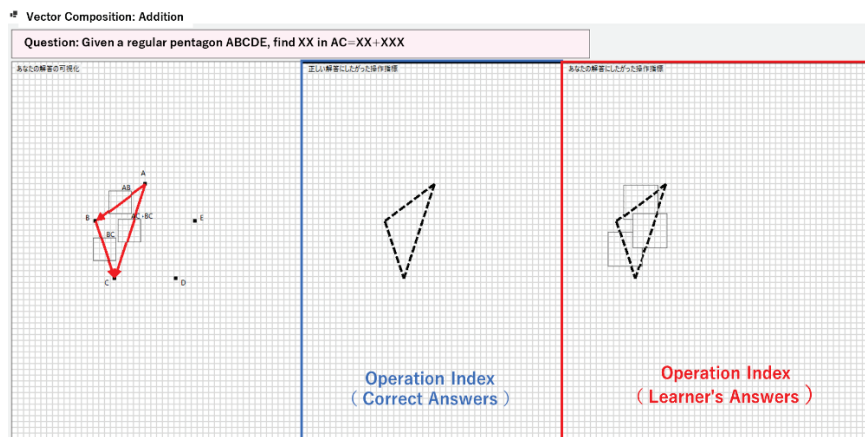 Vector Composition: Addition
Question: Given a regular pentagon ABCDE, find XX in AC=XX+XXX
あなたの解答の可視化
正しい解答にしたがった操作指標
あなたの解答にしたがった操作指標
A
AB
B
AC+BC
E
BC
C
D
Operation Index
( Correct Answers )
Operation Index
( Learner's Answers )